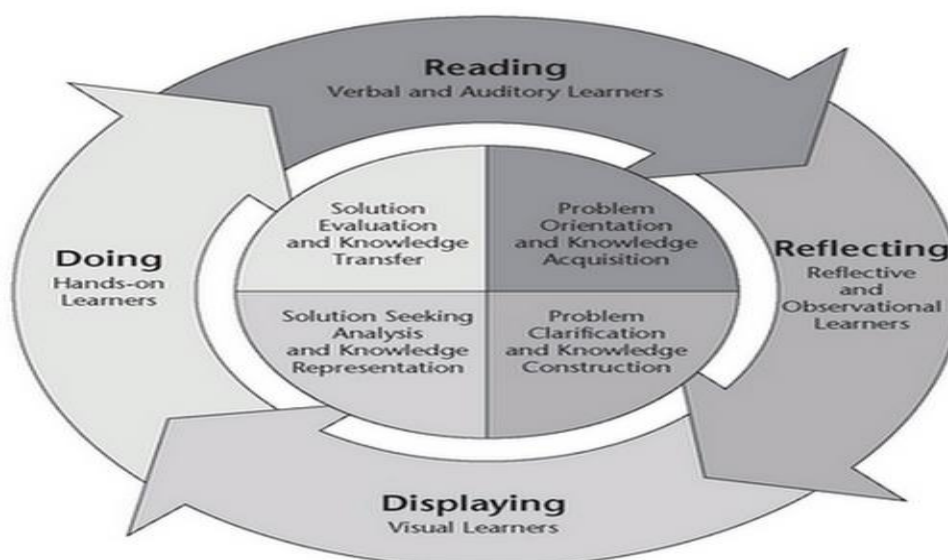 Reading
Verbal and Auditory Learners
Reflecting
Reflective
and
Observational
Learners
Displaying
Visual Learners
Doing
Hands-on
Learners
Solution
Evaluation
and Knowledge
Transfer
Problem
Orientation
and Knowledge
Acquisition
Solution Seeking
Analysis
and Knowledge
Representation
Problem
Clarification
and Knowledge
Construction